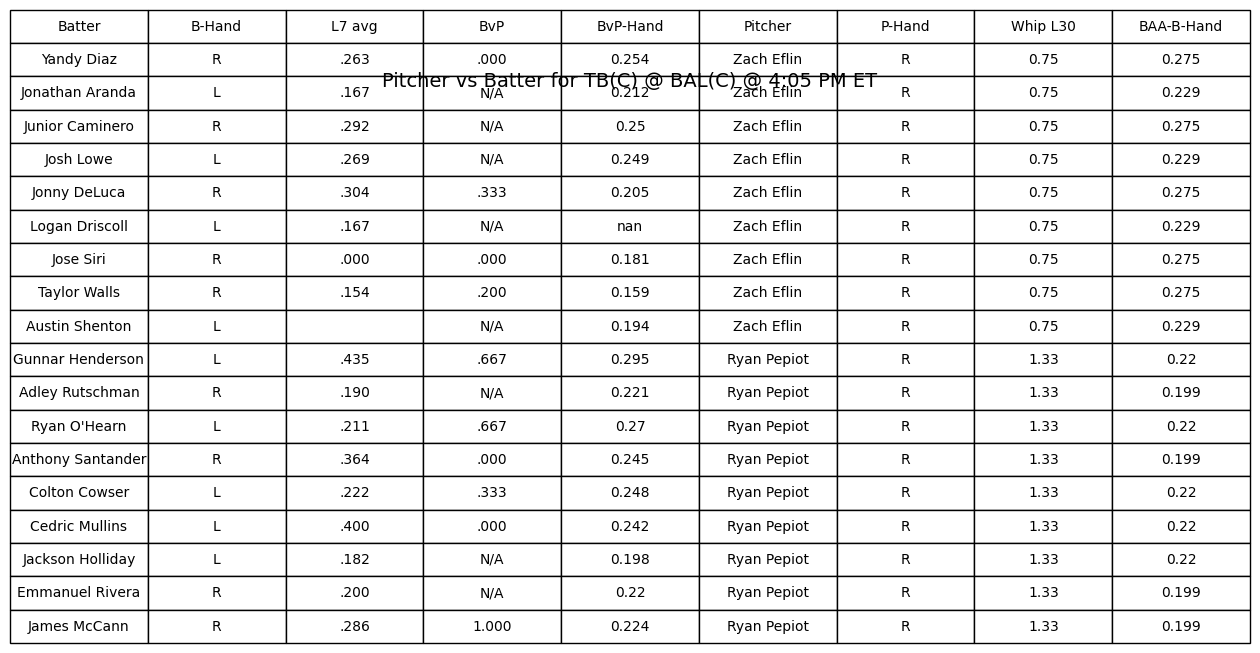 Batter B-Hand L7 avg BvP BvP-Hand Pitcher P-Hand Whip L30 BAA-B-Hand
Yandy Diaz R .263 .000 0.254 Zach Eflin R 0.75 0.275
Pitcher vs Batter for TB(C) @ BAL(C) @ 4:05 PM ET
Jonathan Aranda L .167 N/A 0.212 Zach Eflin R 0.75 0.229
Junior Caminero R .292 N/A 0.25 Zach Eflin R 0.75 0.275
Josh Lowe L .269 N/A 0.249 Zach Eflin R 0.75 0.229
Jonny DeLuca R .304 .333 0.205 Zach Eflin R 0.75 0.275
Logan Driscoll L .167 N/A nan Zach Eflin R 0.75 0.229
Jose Siri R .000 .000 0.181 Zach Eflin R 0.75 0.275
Taylor Walls R .154 .200 0.159 Zach Eflin R 0.75 0.275
Austin Shenton L N/A 0.194 Zach Eflin R 0.75 0.229
Gunnar Henderson L .435 .667 0.295 Ryan Pepiot R 1.33 0.22
Adley Rutschman R .190 N/A 0.221 Ryan Pepiot R 1.33 0.199
Ryan O'Hearn L .211 .667 0.27 Ryan Pepiot R 1.33 0.22
Anthony Santander R .364 .000 0.245 Ryan Pepiot R 1.33 0.199
Colton Cowser L .222 .333 0.248 Ryan Pepiot R 1.33 0.22
Cedric Mullins L .400 .000 0.242 Ryan Pepiot R 1.33 0.22
Jackson Holliday L .182 N/A 0.198 Ryan Pepiot R 1.33 0.22
Emmanuel Rivera R .200 N/A 0.22 Ryan Pepiot R 1.33 0.199
James McCann R .286 1.000 0.224 Ryan Pepiot R 1.33 0.199